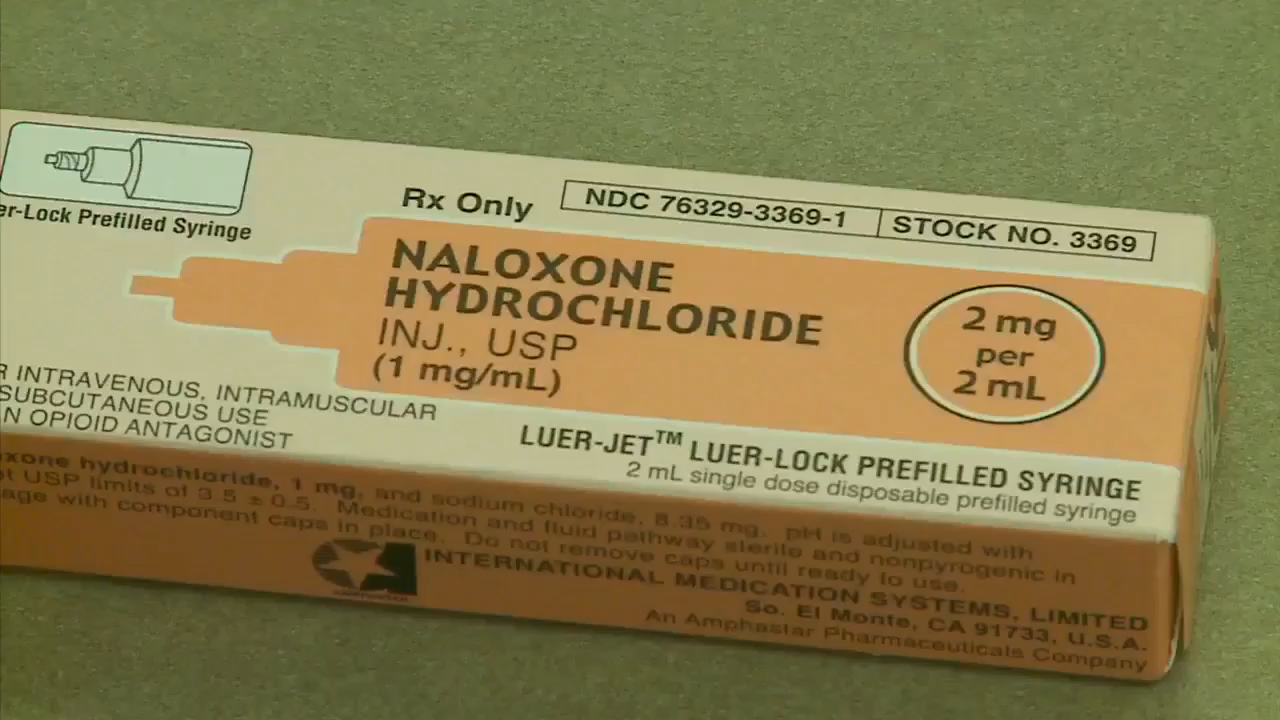 er-Lock Prefilled Syringe
Rx Only
NDC 76329-3369-1
STOCK NO. 3369
NALOXONE
HYDROCHLORIDE
INJ., USP
(1 mg/mL)
2 mg
per
2 mL
R INTRAVENOUS, INTRAMUSCULAR
SUBCUTANEOUS USE
N OPIOID ANTAGONIST
LUER-JET™ LUER-LOCK PREFILLED SYRINGE
2 mL single dose disposable prefilled syringe
oxone hydrochloride, 1 mg, and sodium chloride, 8.35 mg. pH is adjusted with
USP limits of 3.5 ± 0.5. Medication and fluid pathway sterile and nonpyrogenic in
age with component caps in place. Do not remove caps until ready to use.
INTERNATIONAL MEDICATION SYSTEMS, LIMITED
So. El Monte, CA 91733, U.S.A.
An Amphastar Pharmaceuticals Company